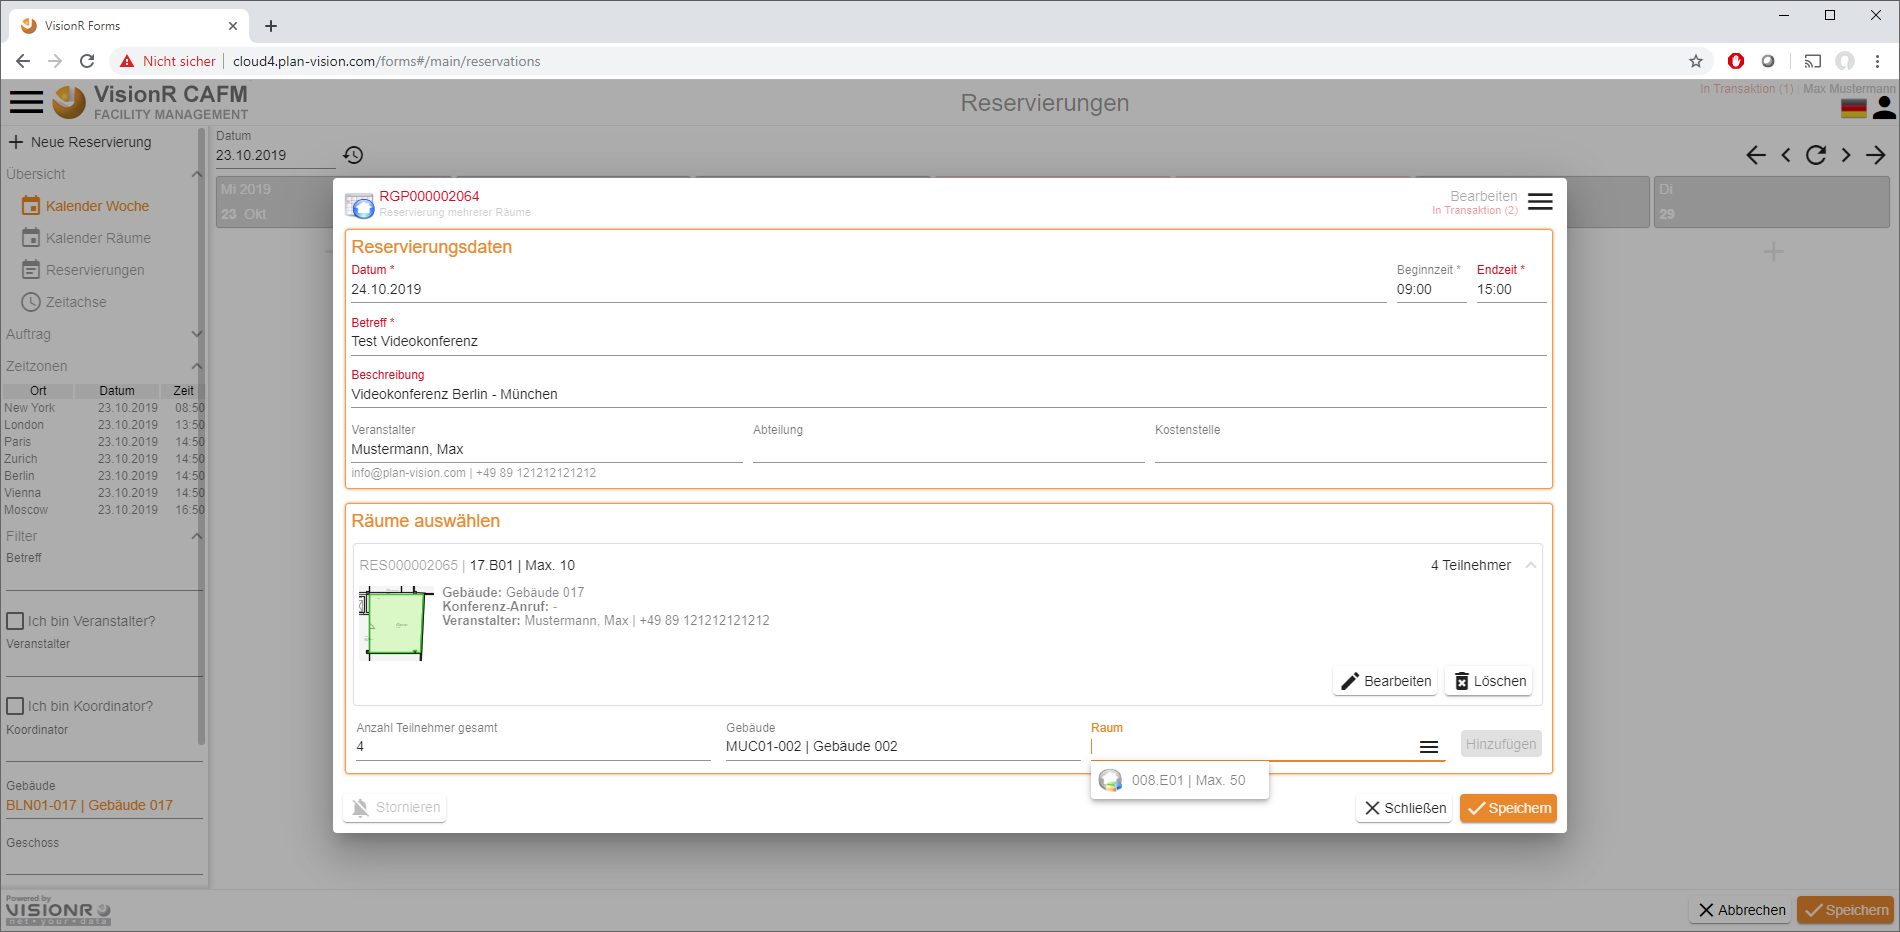 VisionR Forms
Nicht sicher | cloud4.plan-vision.com/forms#/main/reservations
VisionR CAFM
FACILITY MANAGEMENT
Reservierungen
In Transaktion (1) | Max Mustermann
Neue Reservierung
Übersicht
Kalender Woche
Kalender Räume
Reservierungen
Zeitachse
Auftrag
Zeitzonen
Ort Datum Zeit
New York 23.10.2019 08:50
London 23.10.2019 13:50
Paris 23.10.2019 14:50
Zurich 23.10.2019 14:50
Berlin 23.10.2019 14:50
Vienna 23.10.2019 14:50
Moscow 23.10.2019 16:50
Filter
Betreff
Ich bin Veranstalter?
Veranstalter
Ich bin Koordinator?
Koordinator
Gebäude
BLN01-017 | Gebäude 017
Geschoss
Powered by
VISIONR
net·your·data
Datum
23.10.2019
Mi 2019
23 Okt
Di
29
RGP000002064
Reservierung mehrerer Räume
Bearbeiten
In Transaktion (2)
Reservierungsdaten
Datum * Beginnzeit * Endzeit *
24.10.2019 09:00 15:00
Betreff *
Test Videokonferenz
Beschreibung
Videokonferenz Berlin - München
Veranstalter Abteilung Kostenstelle
Mustermann, Max
info@plan-vision.com | +49 89 121212121212
Räume auswählen
RES000002065 | 17.B01 | Max. 10 4 Teilnehmer
Gebäude: Gebäude 017
Konferenz-Anruf: -
Veranstalter: Mustermann, Max | +49 89 121212121212
Bearbeiten Löschen
Anzahl Teilnehmer gesamt Gebäude Raum
4 MUC01-002 | Gebäude 002 Hinzufügen
008.E01 | Max. 50
Stornieren Schließen Speichern
Abbrechen Speichern